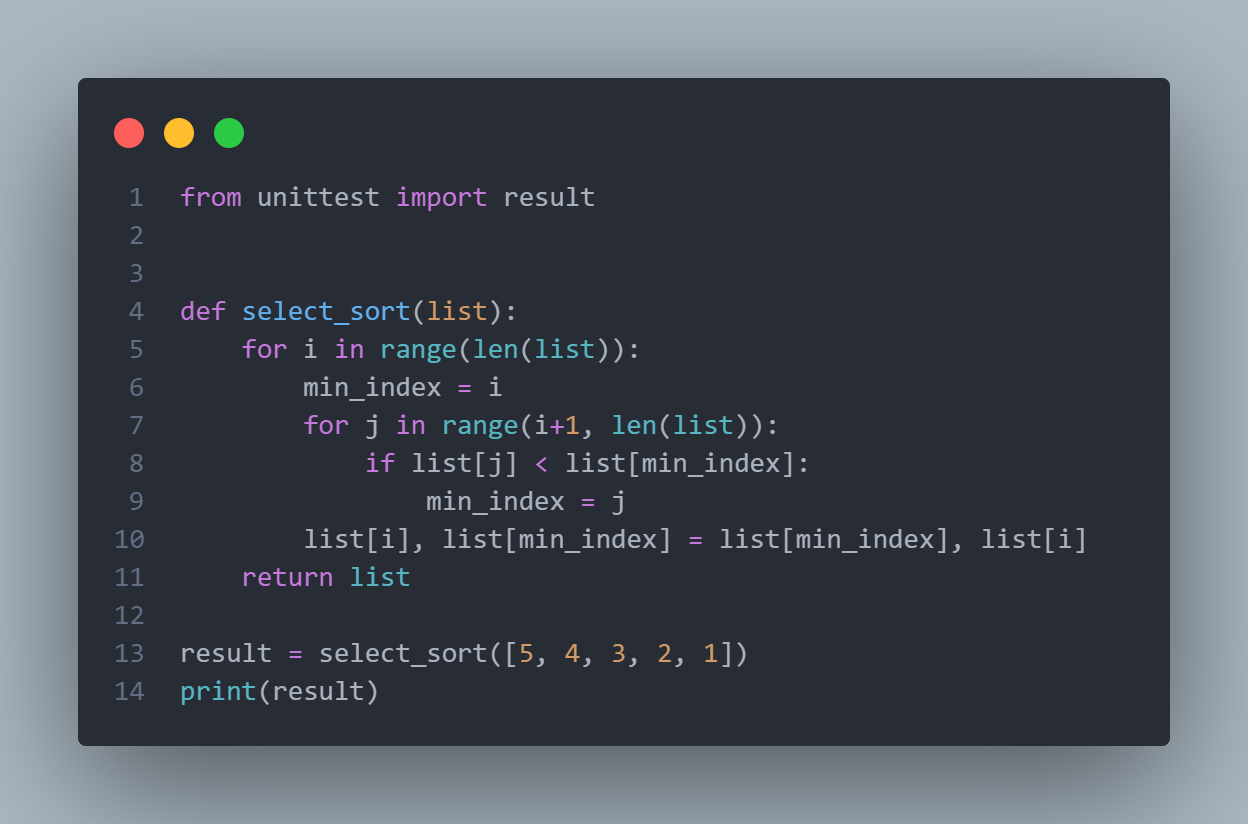 1 from unittest import result
2
3
4 def select_sort(list):
5     for i in range(len(list)):
6         min_index = i
7         for j in range(i+1, len(list)):
8             if list[j] < list[min_index]:
9                 min_index = j
10         list[i], list[min_index] = list[min_index], list[i]
11     return list
12
13 result = select_sort([5, 4, 3, 2, 1])
14 print(result)